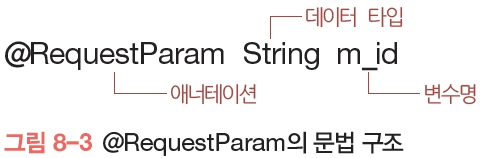 데이터 타입
@RequestParam String m_id
애너테이션 변수명
그림 8-3 @RequestParam의 문법 구조